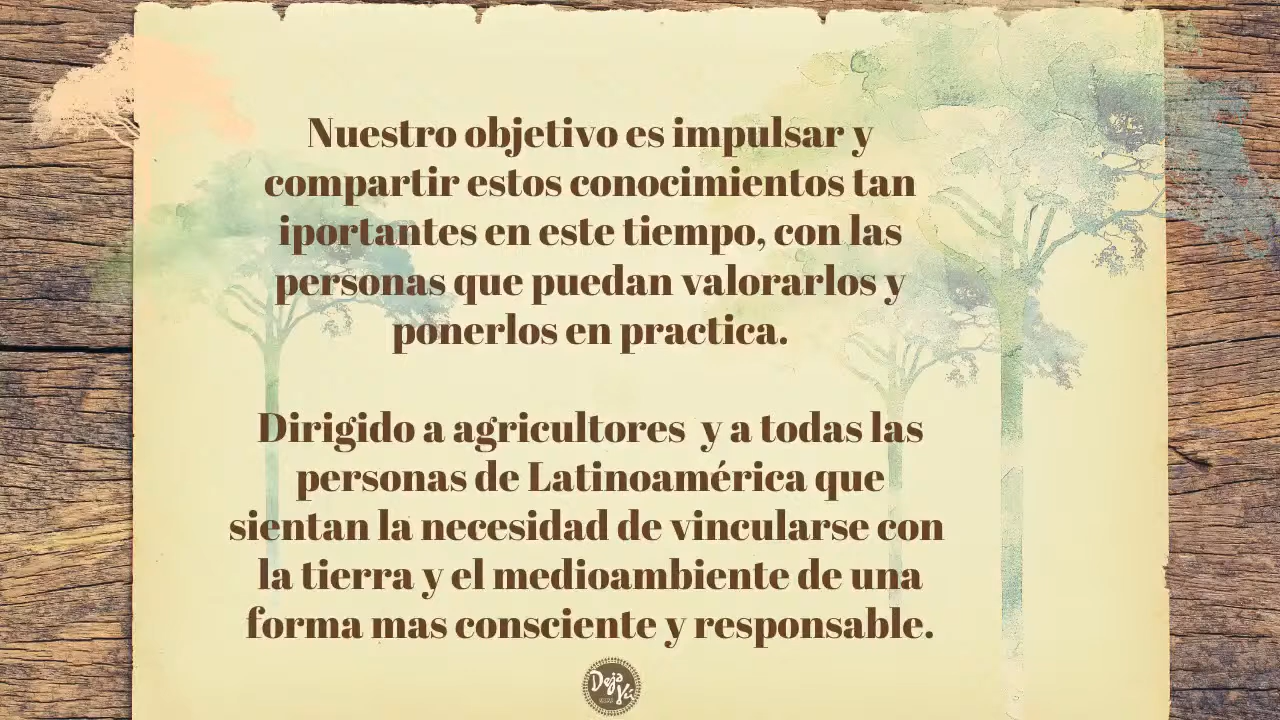 Nuestro objetivo es impulsar y
compartir estos conocimientos tan
iportantes en este tiempo, con las
personas que puedan valorarlos y
ponerlos en practica.
Dirigido a agricultores y a todas las
personas de Latinoamérica que
sientan la necesidad de vincularse con
la tierra y el medioambiente de una
forma mas consciente y responsable.
Deja
Yú